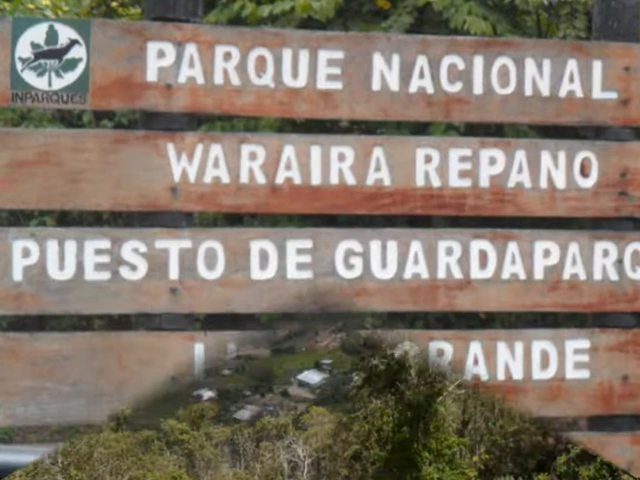 INPARQUES
PARQUE NACIONAL
WARAIRA REPANO
PUESTO DE GUARDAPARQ
RANDE